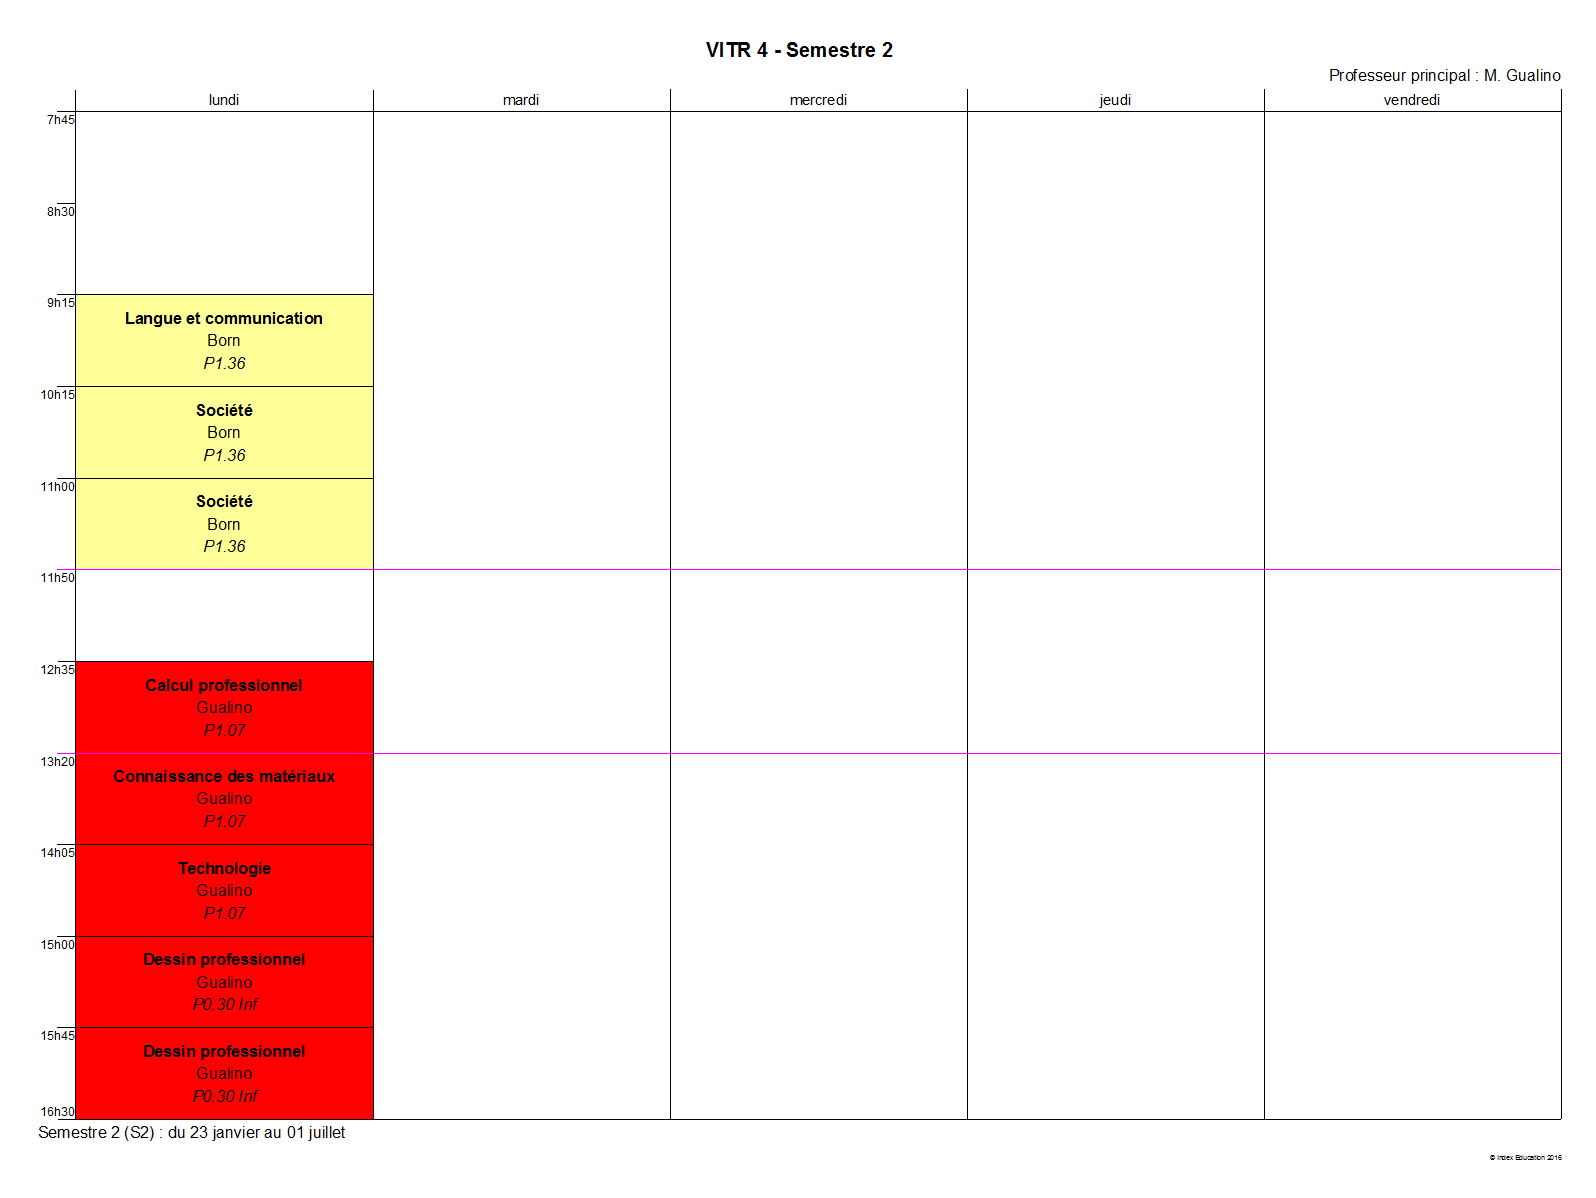 VITR 4 - Semestre 2
Professeur principal : M. Gualino
lundi mardi mercredi jeudi vendredi
7h45
8h30
9h15
Langue et communication
Born
P1.36
10h15
Société
Born
P1.36
11h00
Société
Born
P1.36
11h50
12h35
Calcul professionnel
Gualino
P1.07
13h20
Connaissance des matériaux
Gualino
P1.07
14h05
Technologie
Gualino
P1.07
15h00
Dessin professionnel
Gualino
P0.30 Inf
15h45
Dessin professionnel
Gualino
P0.30 Inf
16h30
Semestre 2 (S2) : du 23 janvier au 01 juillet
© Index Education 2016